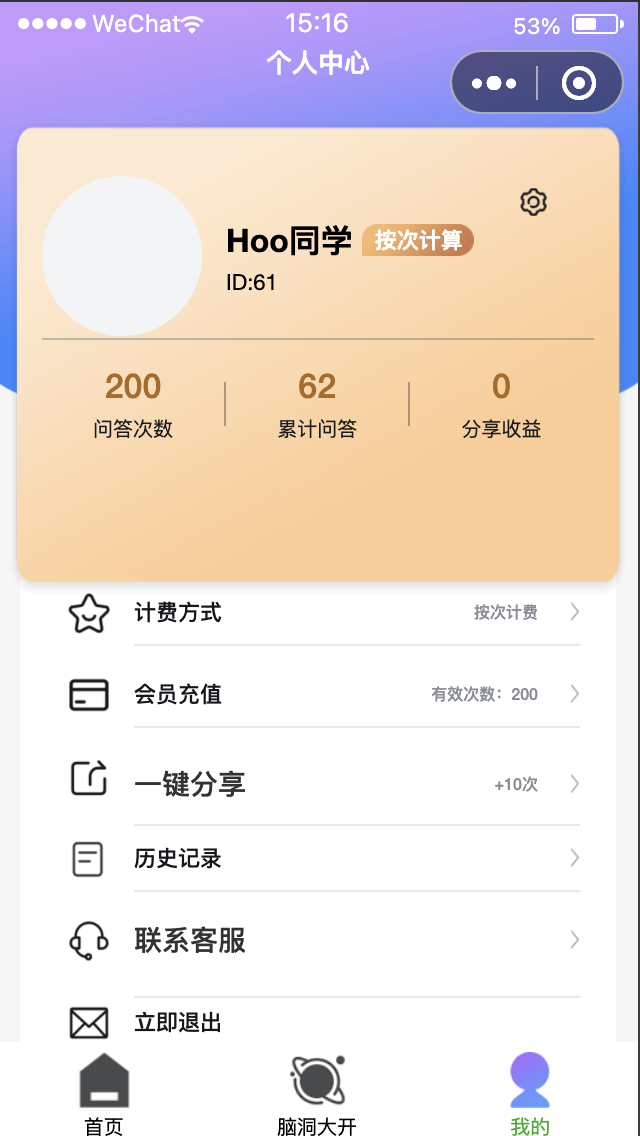 WeChat 15:16 53%
个人中心
Hoo同学 按次计算
ID:61
200 62 0
问答次数 累计问答 分享收益
计费方式 按次计费
会员充值 有效次数：200
一键分享 +10次
历史记录
联系客服
立即退出
首页 脑洞大开 我的